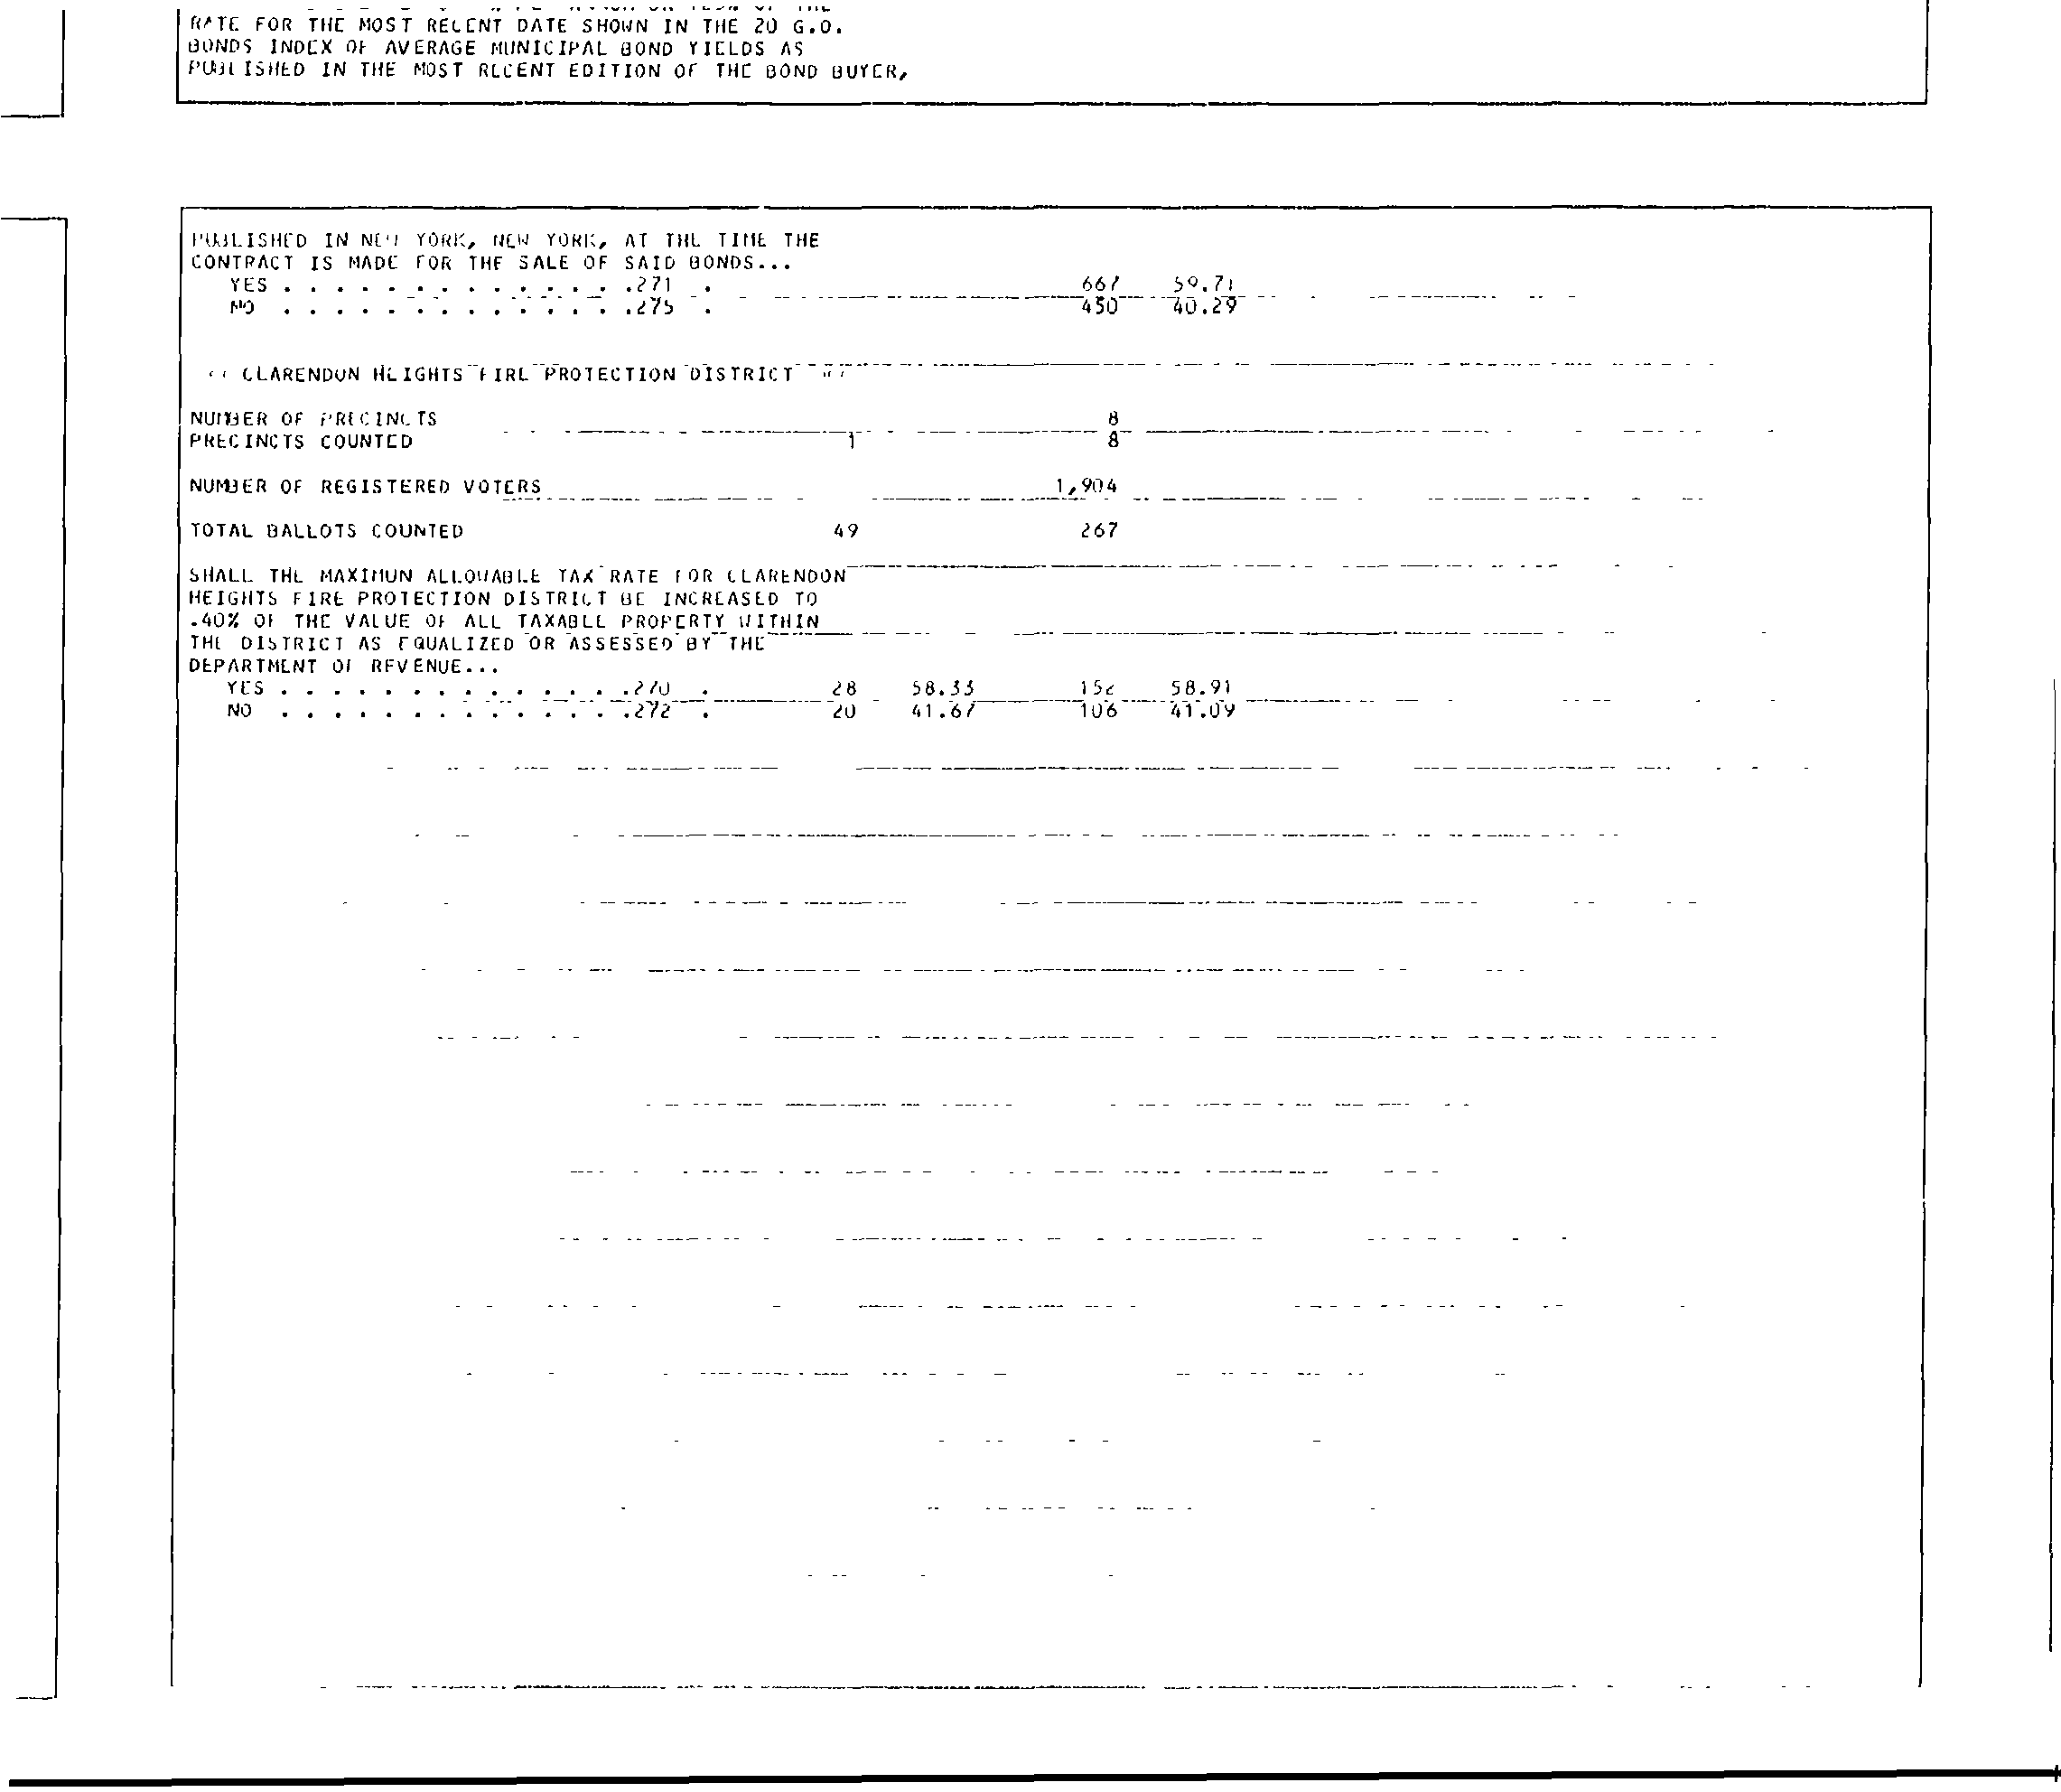 RATE FOR THE MOST RECENT DATE SHOWN IN THE 20 G.O.
BONDS INDEX OF AVERAGE MUNICIPAL BOND YIELDS AS
PUBLISHED IN THE MOST RECENT EDITION OF THE BOND BUYER,
PUBLISHED IN NEW YORK, NEW YORK, AT THE TIME THE
CONTRACT IS MADE FOR THE SALE OF SAID BONDS...
YES . . . . . . . . . . . . . .271 . 667 59.71
NO . . . . . . . . . . . . . .275 . 450 40.29
CLARENDON HEIGHTS FIRE PROTECTION DISTRICT
NUMBER OF PRECINCTS 8
PRECINCTS COUNTED 1 8
NUMBER OF REGISTERED VOTERS 1,904
TOTAL BALLOTS COUNTED 49 267
SHALL THE MAXIMUN ALLOWABLE TAX RATE FOR CLARENDON
HEIGHTS FIRE PROTECTION DISTRICT BE INCREASED TO
.40% OF THE VALUE OF ALL TAXABLE PROPERTY WITHIN
THE DISTRICT AS EQUALIZED OR ASSESSED BY THE
DEPARTMENT OF REVENUE...
YES . . . . . . . . . . . . . .270 . 28 58.33 152 58.91
NO . . . . . . . . . . . . . .272 . 20 41.67 106 41.09